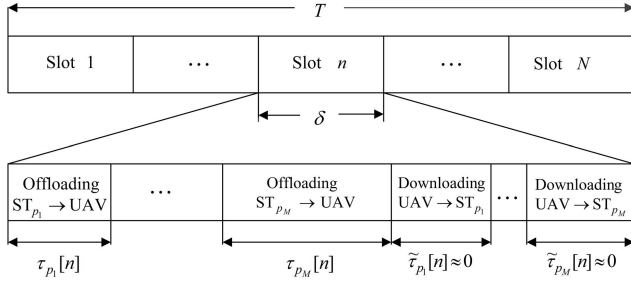 T
Slot 1 ⋯ Slot n ⋯ Slot N
δ
Offloading ST_{p_1} → UAV
⋯
Offloading ST_{p_M} → UAV
Downloading UAV → ST_{p_1}
⋯
Downloading UAV → ST_{p_M}
τ_{p_1}[n] τ_{p_M}[n] τ̃_{p_1}[n]≈0 τ̃_{p_M}[n]≈0